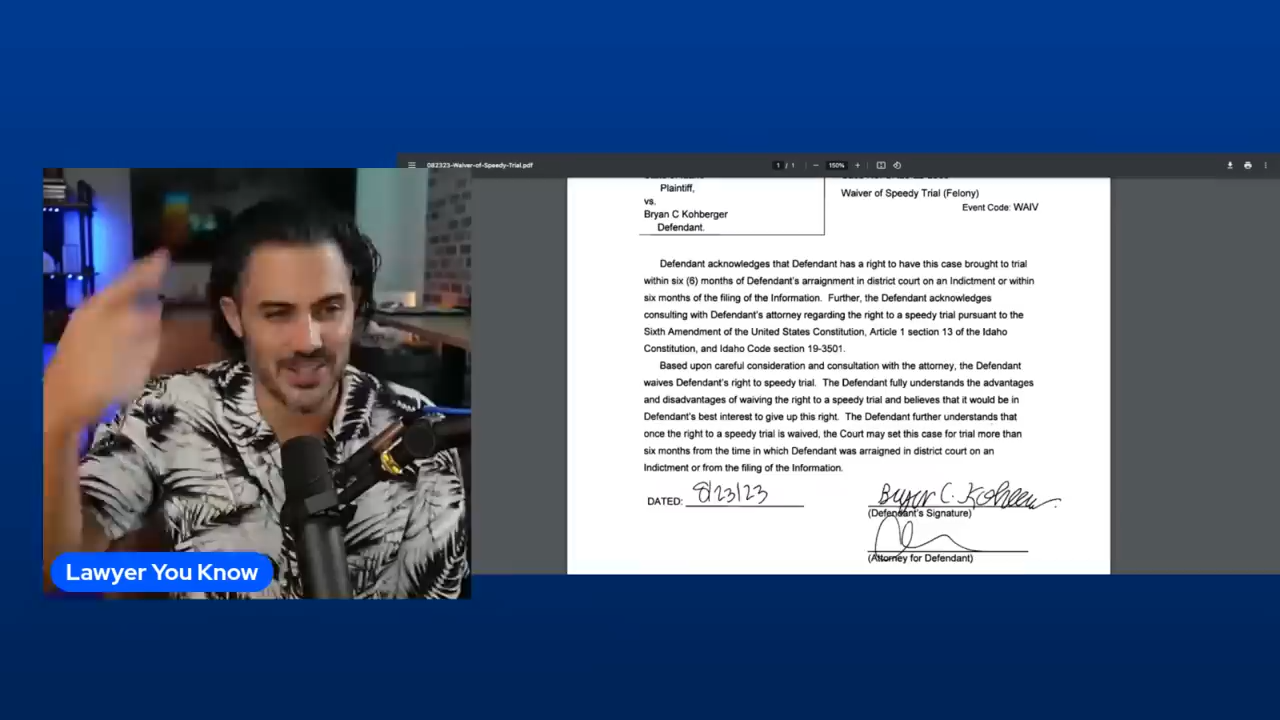 082323-Waiver-of-Speedy-Trial.pdf
1 / 1
150%
Plaintiff,
vs.
Bryan C Kohberger
Defendant.
Waiver of Speedy Trial (Felony)
Event Code: WAIV
Defendant acknowledges that Defendant has a right to have this case brought to trial
within six (6) months of Defendant's arraignment in district court on an Indictment or within
six months of the filing of the Information. Further, the Defendant acknowledges
consulting with Defendant's attorney regarding the right to a speedy trial pursuant to the
Sixth Amendment of the United States Constitution, Article 1 section 13 of the Idaho
Constitution, and Idaho Code section 19-3501.
Based upon careful consideration and consultation with the attorney, the Defendant
waives Defendant's right to speedy trial. The Defendant fully understands the advantages
and disadvantages of waiving the right to a speedy trial and believes that it would be in
Defendant's best interest to give up this right. The Defendant further understands that
once the right to a speedy trial is waived, the Court may set this case for trial more than
six months from the time in which Defendant was arraigned in district court on an
Indictment or from the filing of the Information.
DATED: 8/23/23
Bryan C.
(Defendant's Signature)
(Attorney for Defendant)
Lawyer You Know